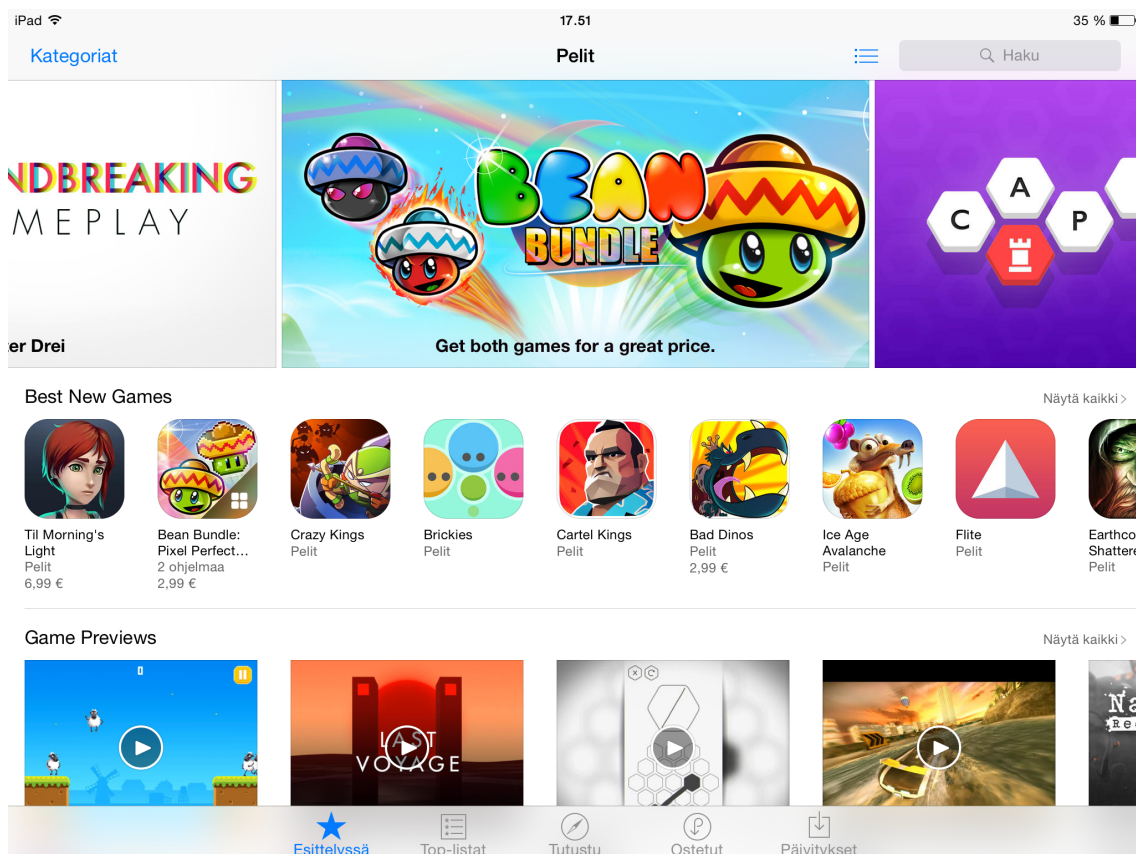 iPad
17.51
35 %
Kategoriat
Pelit
Haku
NDBREAKING
MEPLAY
er Drei
BEAN
BUNDLE
Get both games for a great price.
C
A
P
Best New Games
Näytä kaikki
Til Morning's
Light
Pelit
6,99 €
Bean Bundle:
Pixel Perfect…
2 ohjelmaa
2,99 €
Crazy Kings
Pelit
Brickies
Pelit
Cartel Kings
Pelit
Bad Dinos
Pelit
2,99 €
Ice Age
Avalanche
Pelit
Flite
Pelit
Earthco
Shattere
Pelit
Game Previews
Näytä kaikki
LAST
VOYAGE
Na
Re
Esittelyssä
Top-listat
Tutustu
Ostetut
Päivitykset